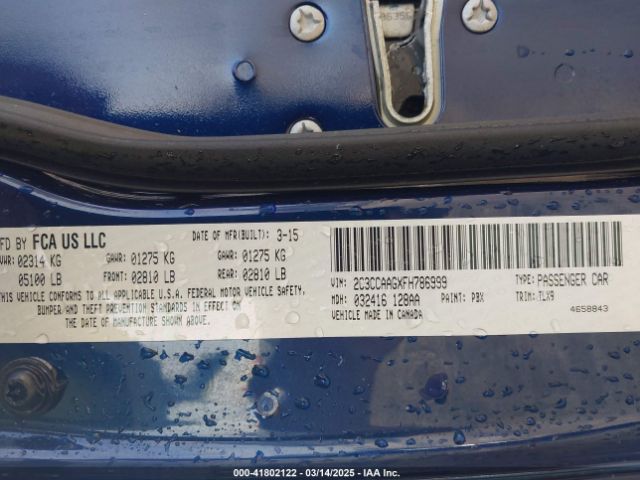 A635
FD BY FCA US LLC
DATE OF MFR(BUILT): 3-15
VWR: 02314 KG GAWR: 01275 KG GAWR: 01275 KG
05100 LB FRONT: 02810 LB REAR: 02810 LB
THIS VEHICLE CONFORMS TO ALL APPLICABLE U.S.A. FEDERAL MOTOR VEHICLE SAFETY,
BUMPER AND THEFT PREVENTION STANDARDS IN EFFECT ON
THE DATE OF MANUFACTURE SHOWN ABOVE.
VIN: 2C3CCAAGXFH786999 TYPE: PASSENGER CAR
MDH: 032416 128AA PAINT: PBX TRIM: TLX9
VEHICLE MADE IN CANADA 4658843
000-41802122 - 03/14/2025 - IAA Inc.